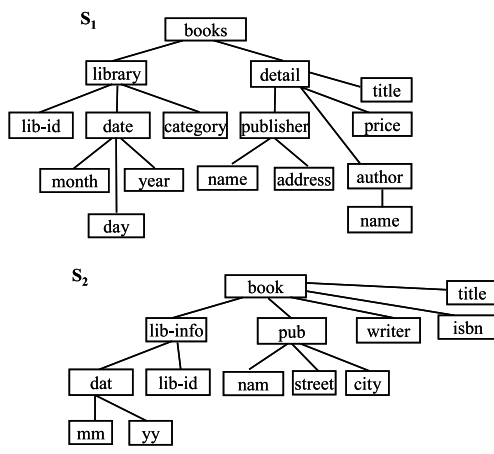 S1
books
library detail
title
lib-id date category publisher price
month year name address author
day name
S2
book
title
lib-info pub writer isbn
dat lib-id nam street city
mm yy